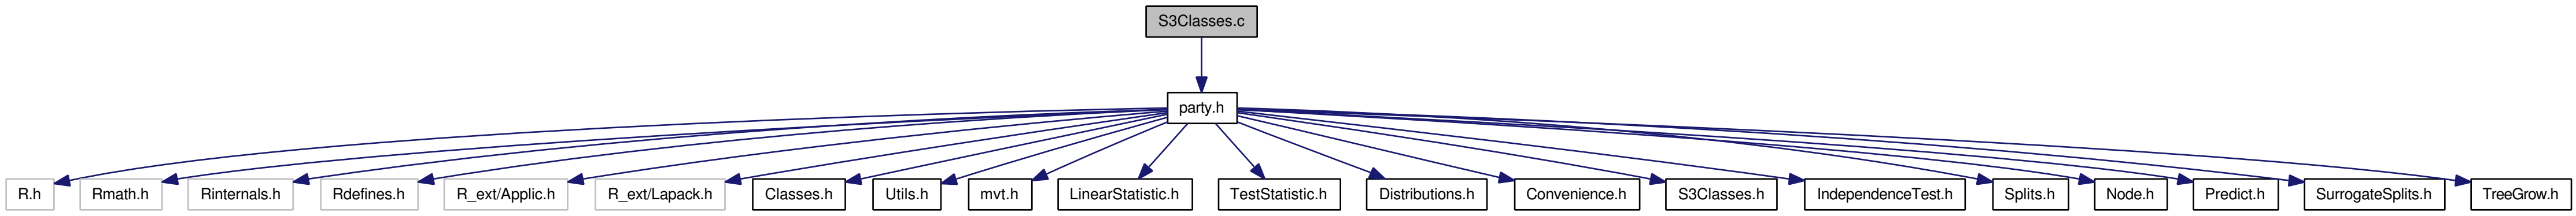 S3Classes.c
party.h
R.h
Rmath.h
Rinternals.h
Rdefines.h
R_ext/Applic.h
R_ext/Lapack.h
Classes.h
Utils.h
mvt.h
LinearStatistic.h
TestStatistic.h
Distributions.h
Convenience.h
S3Classes.h
IndependenceTest.h
Splits.h
Node.h
Predict.h
SurrogateSplits.h
TreeGrow.h